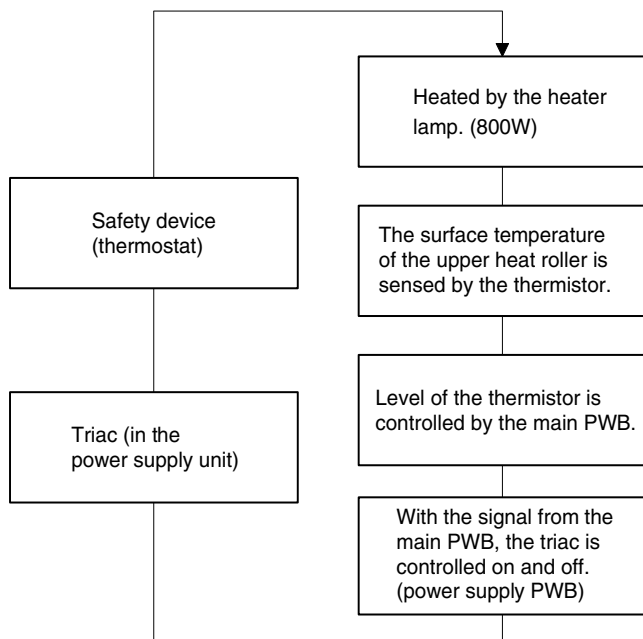 Heated by the heater
lamp. (800W)
Safety device
(thermostat)
The surface temperature
of the upper heat roller is
sensed by the thermistor.
Triac (in the
power supply unit)
Level of the thermistor is
controlled by the main PWB.
With the signal from the
main PWB, the triac is
controlled on and off.
(power supply PWB)